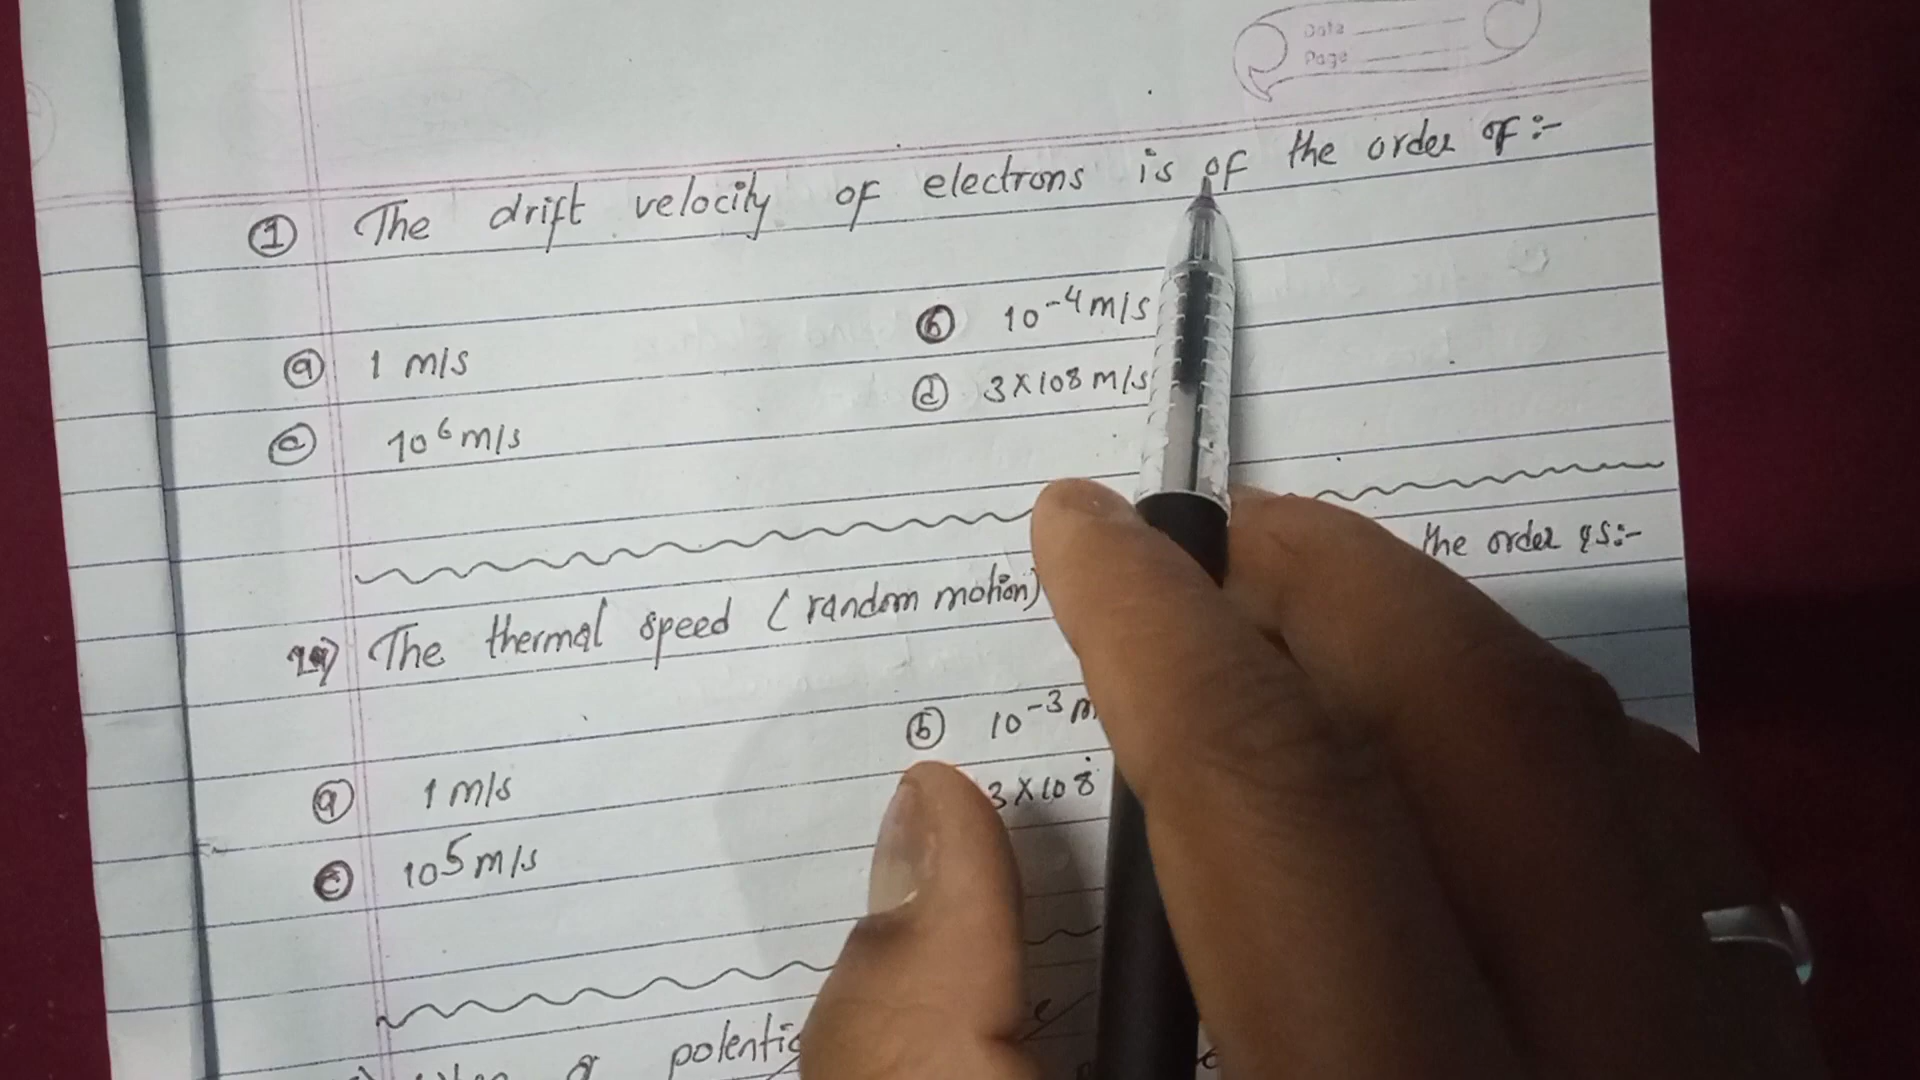 Date
Page
① The drift velocity of electrons is of the order of :-
ⓐ 1 m/s ⓑ 10⁻⁴ m/s
ⓒ 10⁶ m/s ⓓ 3×108 m/s
The thermal speed (random motion) the order is:-
ⓐ 1 m/s ⓑ 10⁻³ m
ⓒ 10⁵ m/s 3×108